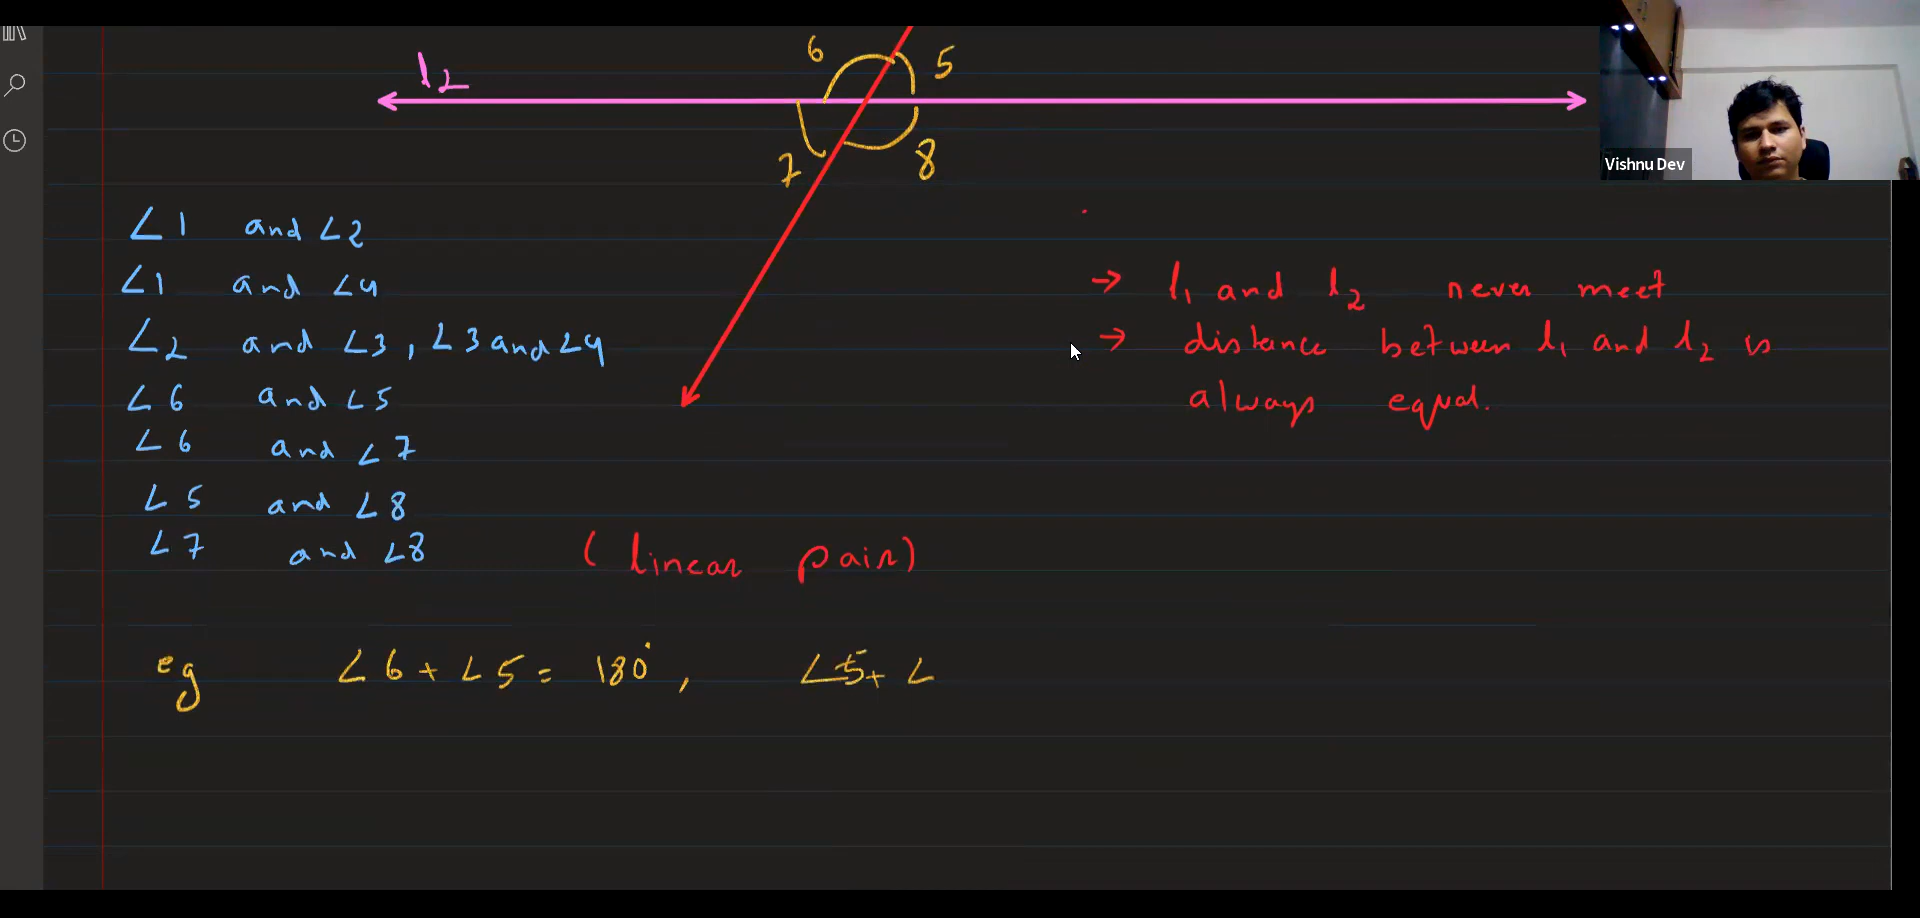 6 5
l2
7 8
Vishnu Dev
∠1 and ∠2
∠1 and ∠4
∠2 and ∠3, ∠3 and ∠4
∠6 and ∠5
∠6 and ∠7
∠5 and ∠8
∠7 and ∠8 (linear pair)
→ l1 and l2 never meet
→ distance between l1 and l2 is
always equal.
eg ∠6 + ∠5 = 180°, ∠5 + ∠